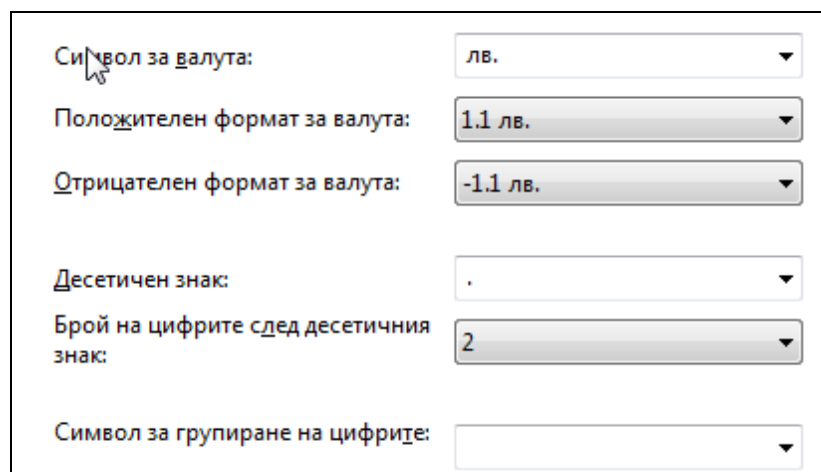 Символ за валута: лв.
Положителен формат за валута: 1.1 лв.
Отрицателен формат за валута: -1.1 лв.
Десетичен знак: .
Брой на цифрите след десетичния
знак: 2
Символ за групиране на цифрите: